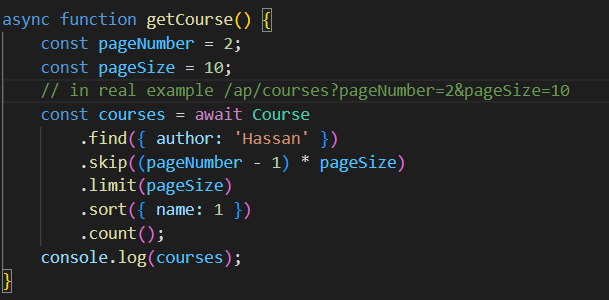 async function getCourse() {
    const pageNumber = 2;
    const pageSize = 10;
    // in real example /ap/courses?pageNumber=2&pageSize=10
    const courses = await Course
        .find({ author: 'Hassan' })
        .skip((pageNumber - 1) * pageSize)
        .limit(pageSize)
        .sort({ name: 1 })
        .count();
    console.log(courses);
}